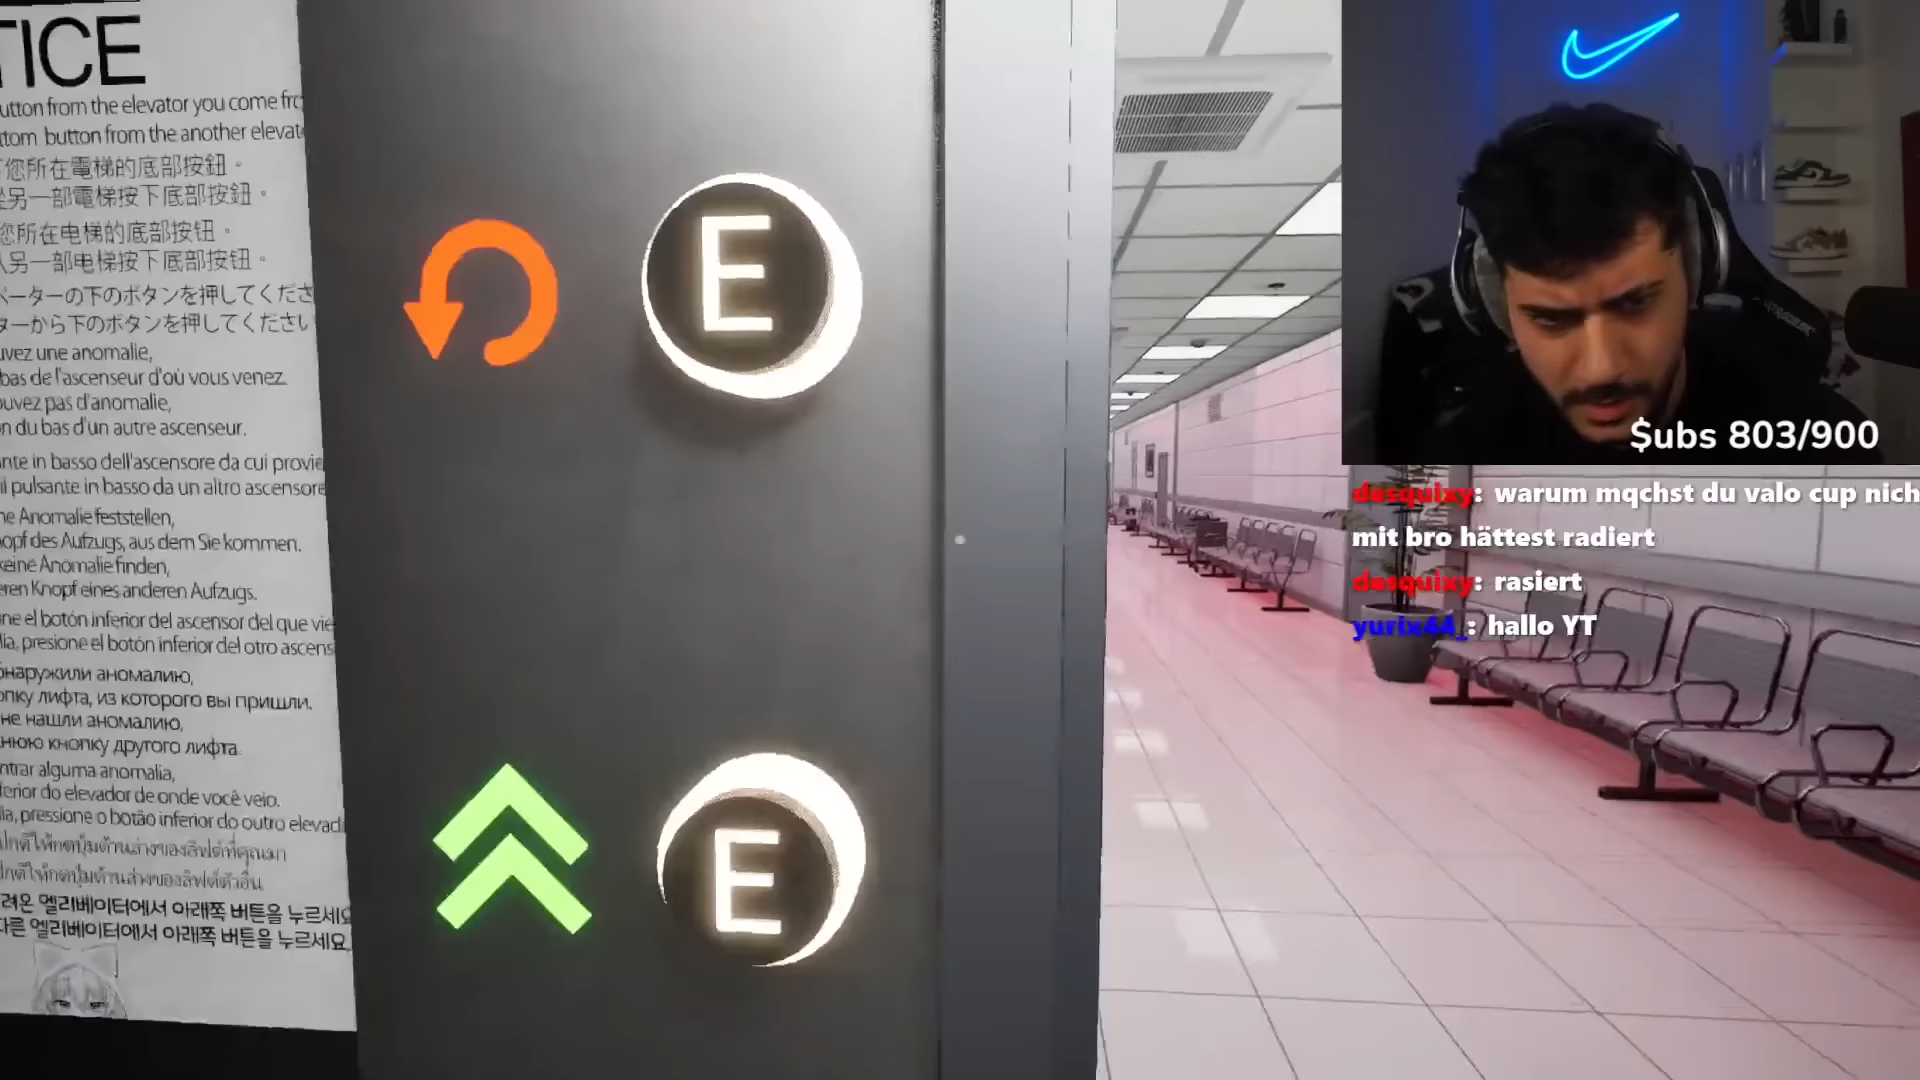 TICE
button from the elevator you come
button from the another
您所在電梯的底部按鈕。
另一部電梯按下底部按鈕。
您所在电梯的底部按钮。
另一部电梯按下底部按钮。
ーターの下のボタンを押してくださ
ターから下のボタンを押してください
uvez une anomalie,
bas de l'ascenseur d'où vous venez.
ouvez pas d'anomalie,
on du bas d'un autre ascenseur.
ante in basso dell'ascensore da cui provie
il pulsante in basso da un altro ascensore
ne Anomalie feststellen,
opf des Aufzugs, aus dem Sie kommen.
keine Anomalie finden,
eren Knopf eines anderen Aufzugs.
ne el botón inferior del ascensor del que vie
lia, presione el botón inferior del otro ascens
бнаружили аномалию,
опку лифта, из которого вы пришли.
не нашли аномалию,
нюю кнопку другого лифта.
ntrar alguma anomalia,
ferior do elevador de onde você veio.
lia, pressione o botão inferior do outro elevad
려온 엘리베이터에서 아래쪽 버튼을 누르세요
다른 엘리베이터에서 아래쪽 버튼을 누르세요.
E
E
$ubs 803/900
desquixy: warum mqchst du valo cup nich
mit bro hättest radiert
desquixy: rasiert
yurix44_: hallo YT